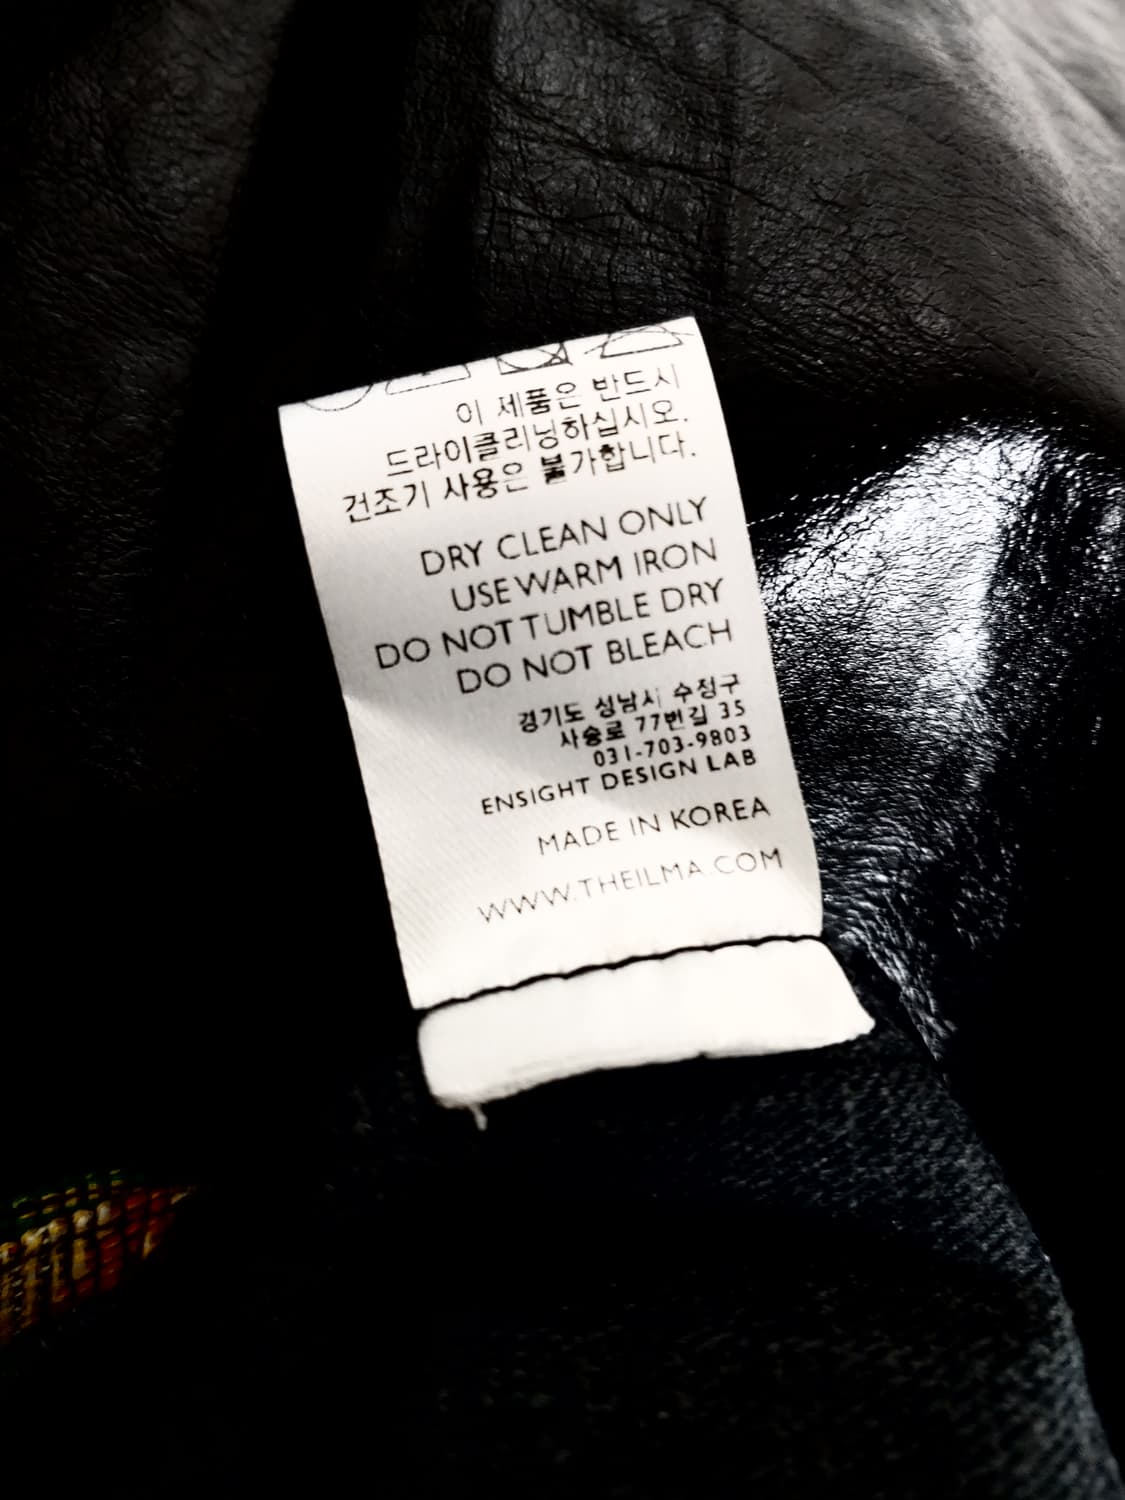 이 제품은 반드시
드라이클리닝하십시오.
건조기 사용은 불가합니다.
DRY CLEAN ONLY
USE WARM IRON
DO NOT TUMBLE DRY
DO NOT BLEACH
경기도 성남시 수정구
사송로 77번길 35
031-703-9803
ENSIGHT DESIGN LAB
MADE IN KOREA
WWW.THEILMA.COM